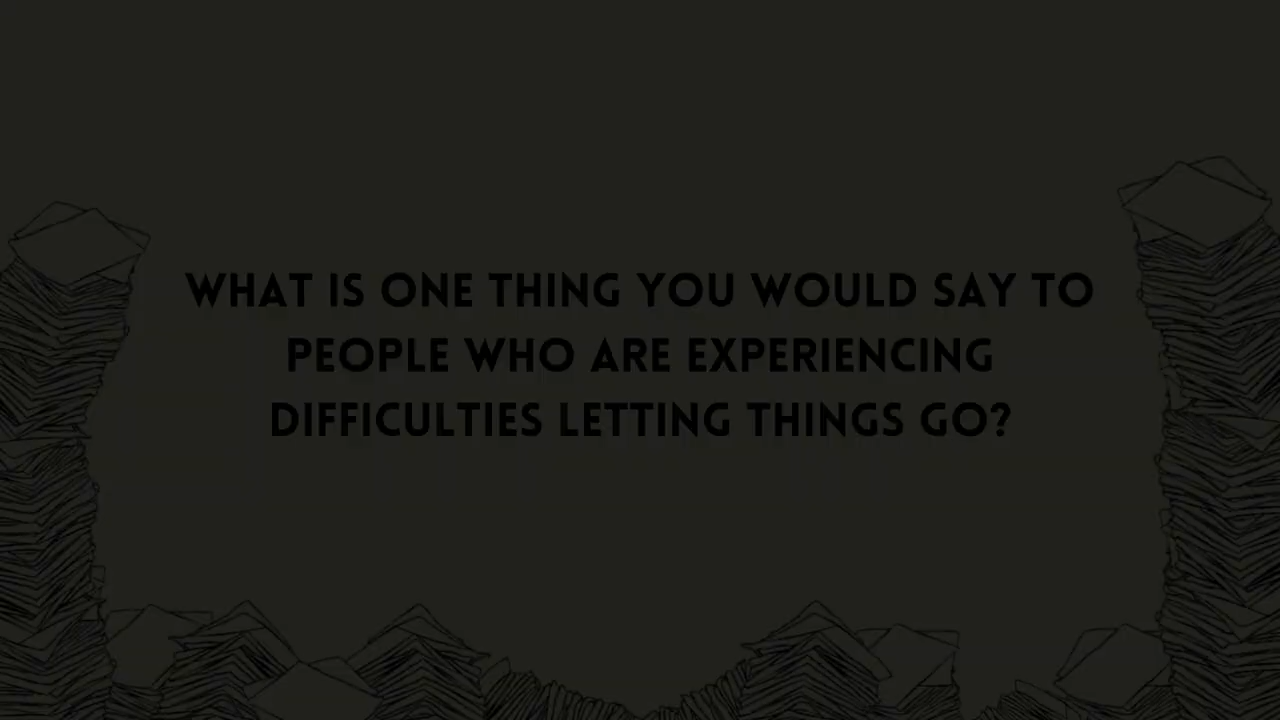 WHAT IS ONE THING YOU WOULD SAY TO
PEOPLE WHO ARE EXPERIENCING
DIFFICULTIES LETTING THINGS GO?